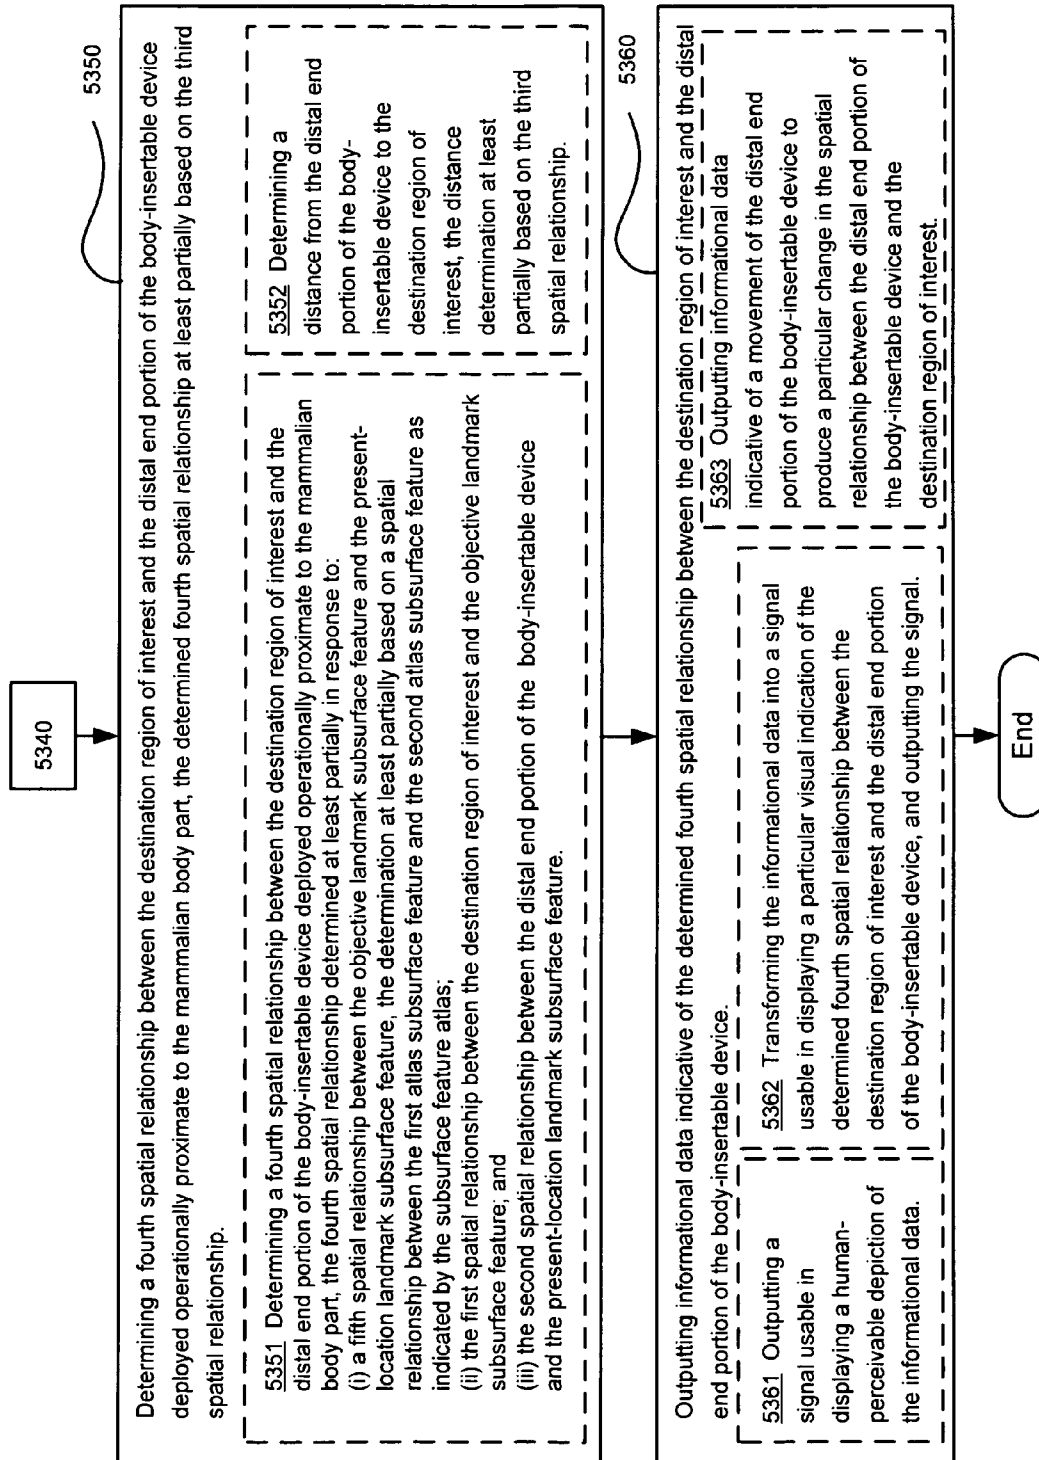 5340
5350
Determining a fourth spatial relationship between the destination region of interest and the distal end portion of the body-insertable device
deployed operationally proximate to the mammalian body part, the determined fourth spatial relationship at least partially based on the third
spatial relationship.
5351 Determining a fourth spatial relationship between the destination region of interest and the
distal end portion of the body-insertable device deployed operationally proximate to the mammalian
body part, the fourth spatial relationship determined at least partially in response to:
(i) a fifth spatial relationship between the objective landmark subsurface feature and the present-
location landmark subsurface feature, the determination at least partially based on a spatial
relationship between the first atlas subsurface feature and the second atlas subsurface feature as
indicated by the subsurface feature atlas;
(ii) the first spatial relationship between the destination region of interest and the objective landmark
subsurface feature; and
(iii) the second spatial relationship between the distal end portion of the body-insertable device
and the present-location landmark subsurface feature.
5352 Determining a
distance from the distal end
portion of the body-
insertable device to the
destination region of
interest, the distance
determination at least
partially based on the third
spatial relationship.
5360
Outputting informational data indicative of the determined fourth spatial relationship between the destination region of interest and the distal
end portion of the body-insertable device.
5361 Outputting a
signal usable in
displaying a human-
perceivable depiction of
the informational data.
5362 Transforming the informational data into a signal
usable in displaying a particular visual indication of the
determined fourth spatial relationship between the
destination region of interest and the distal end portion
of the body-insertable device, and outputting the signal.
5363 Outputting informational data
indicative of a movement of the distal end
portion of the body-insertable device to
produce a particular change in the spatial
relationship between the distal end portion of
the body-insertable device and the
destination region of interest.
End